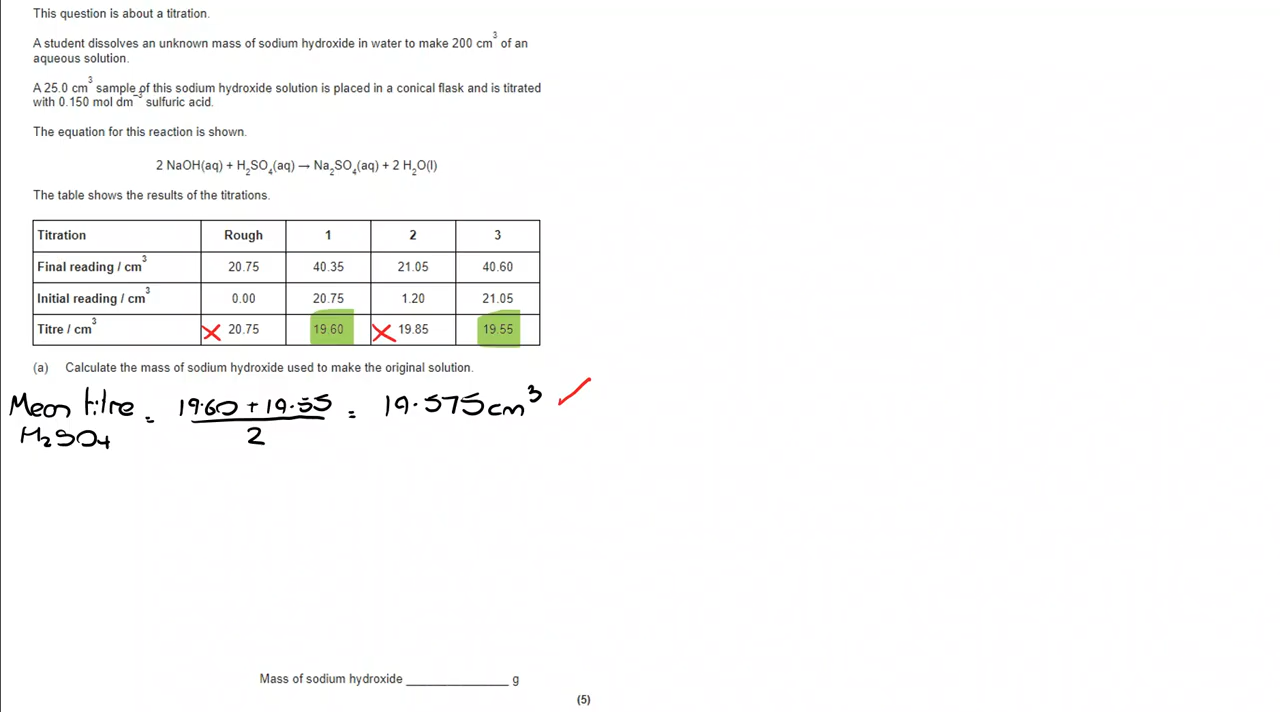 This question is about a titration.
A student dissolves an unknown mass of sodium hydroxide in water to make 200 cm³ of an
aqueous solution.
A 25.0 cm³ sample of this sodium hydroxide solution is placed in a conical flask and is titrated
with 0.150 mol dm⁻³ sulfuric acid.
The equation for this reaction is shown.
2 NaOH(aq) + H₂SO₄(aq) → Na₂SO₄(aq) + 2 H₂O(l)
The table shows the results of the titrations.
Titration Rough 1 2 3
Final reading / cm³ 20.75 40.35 21.05 40.60
Initial reading / cm³ 0.00 20.75 1.20 21.05
Titre / cm³ 20.75 19.60 19.85 19.55
(a) Calculate the mass of sodium hydroxide used to make the original solution.
Mean titre = 19.60 + 19.55 = 19.575 cm³
H₂SO₄ 2
Mass of sodium hydroxide _______________ g
(5)